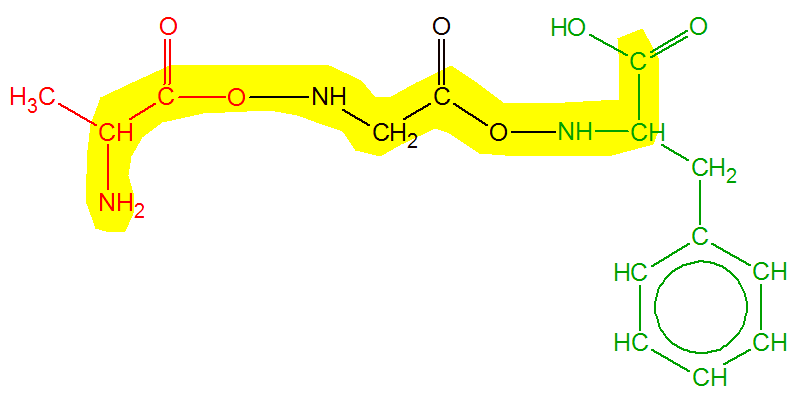 O O HO O
C
H3C C O NH C
CH CH2 O NH CH
CH2
NH2
C
HC CH
HC CH
CH